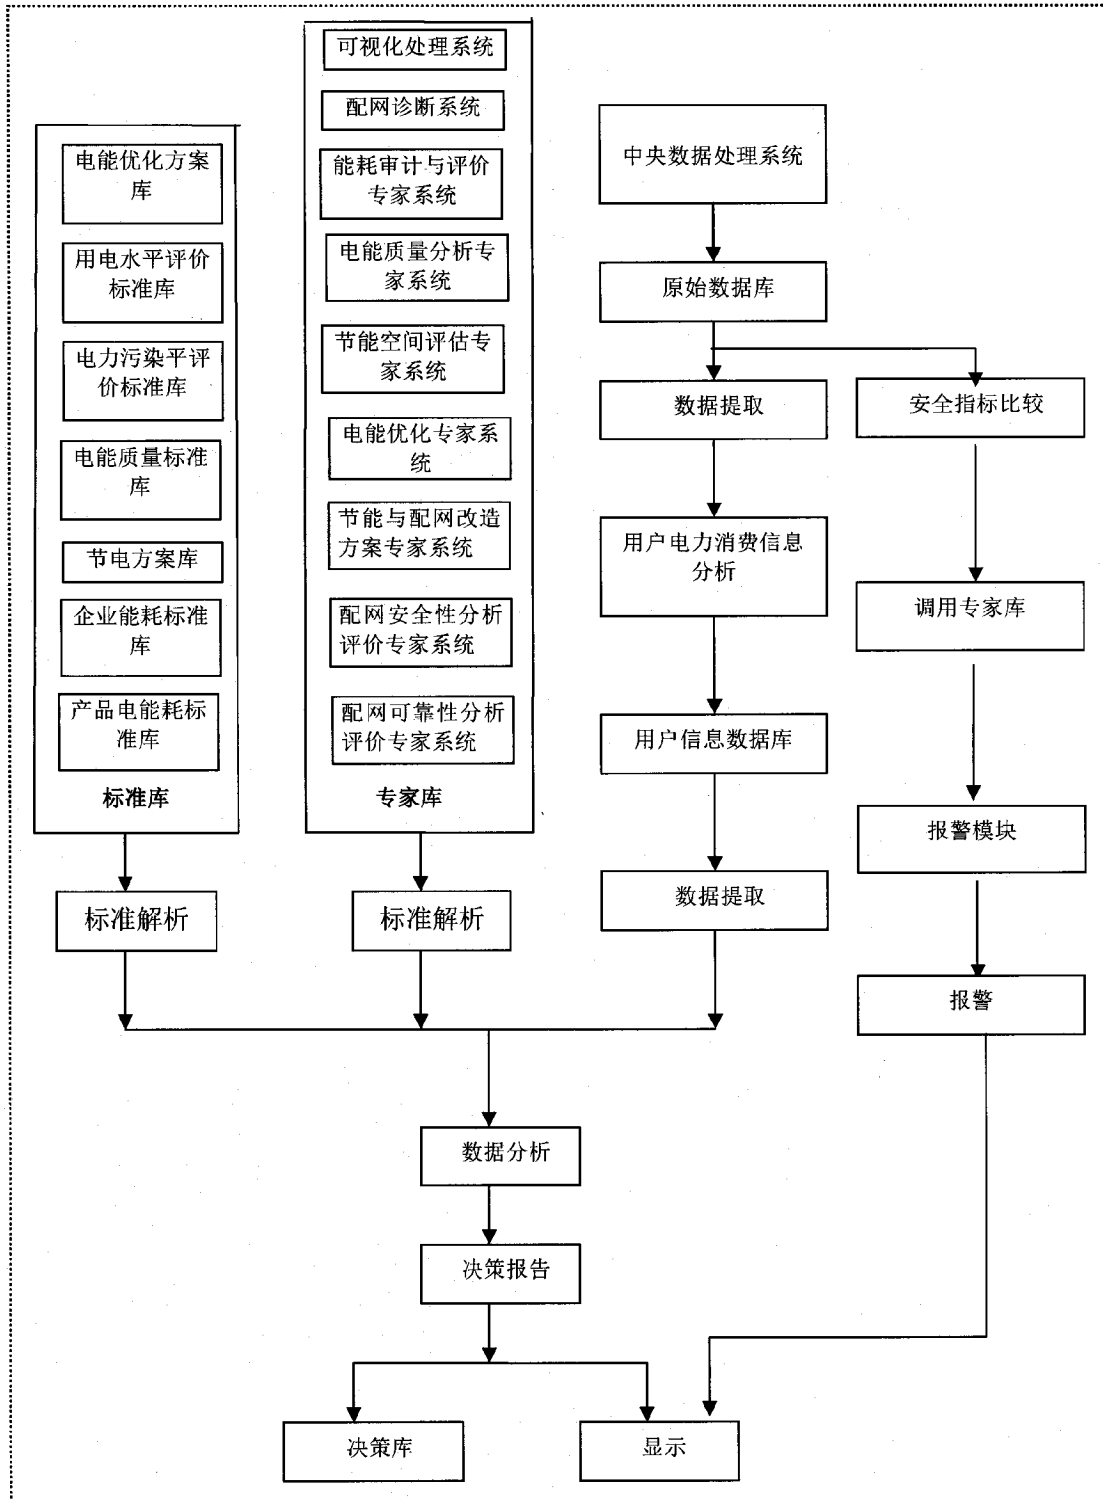 电能优化方案
库
用电水平评价
标准库
电力污染平评
价标准库
电能质量标准
库
节电方案库
企业能耗标准
库
产品电能耗标
准库
标准库
可视化处理系统
配网诊断系统
能耗审计与评价
专家系统
电能质量分析专
家系统
节能空间评估专
家系统
电能优化专家系
统
节能与配网改造
方案专家系统
配网安全性分析
评价专家系统
配网可靠性分析
评价专家系统
专家库
中央数据处理系统
原始数据库
数据提取
安全指标比较
用户电力消费信息
分析
调用专家库
用户信息数据库
报警模块
标准解析
标准解析
数据提取
报警
数据分析
决策报告
决策库
显示